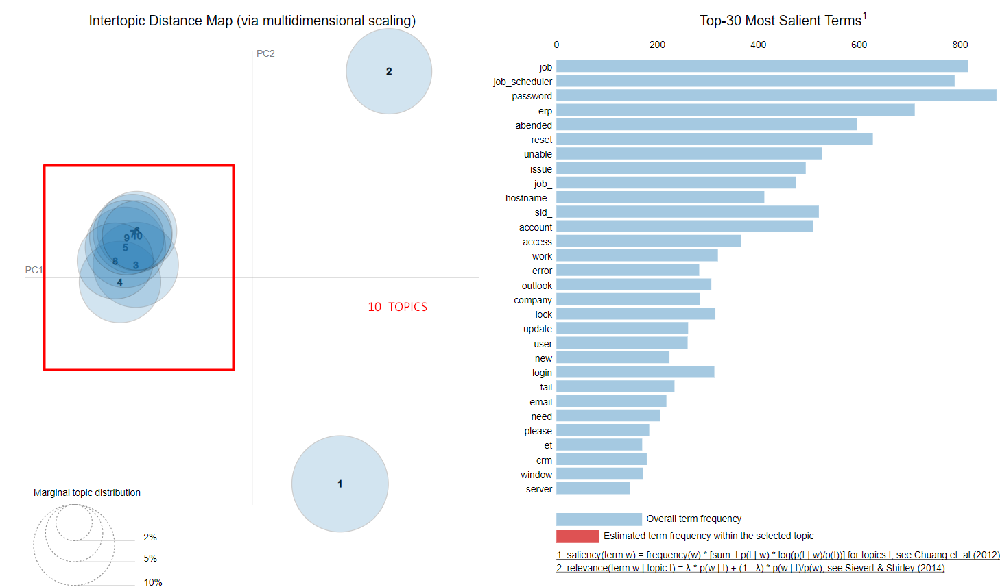 Intertopic Distance Map (via multidimensional scaling)
PC2
PC1
2
6
7
10
9
5
8
3
4
1
10 TOPICS
Marginal topic distribution
2%
5%
10%
Top-30 Most Salient Terms1
0 200 400 600 800
job
job_scheduler
password
erp
abended
reset
unable
issue
job_
hostname_
sid_
account
access
work
error
outlook
company
lock
update
user
new
login
fail
email
need
please
et
crm
window
server
Overall term frequency
Estimated term frequency within the selected topic
1. saliency(term w) = frequency(w) * [sum_t p(t | w) * log(p(t | w)/p(t))] for topics t; see Chuang et. al (2012)
2. relevance(term w | topic t) = λ * p(w | t) + (1 - λ) * p(w | t)/p(w); see Sievert & Shirley (2014)